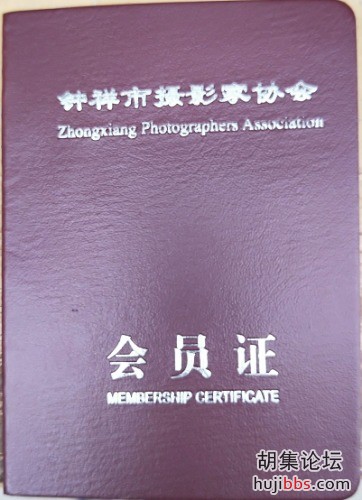 钟祥市摄影家协会
Zhongxiang Photographers Association
会员证
MEMBERSHIP CERTIFICATE
胡集论坛
hujibbs.com